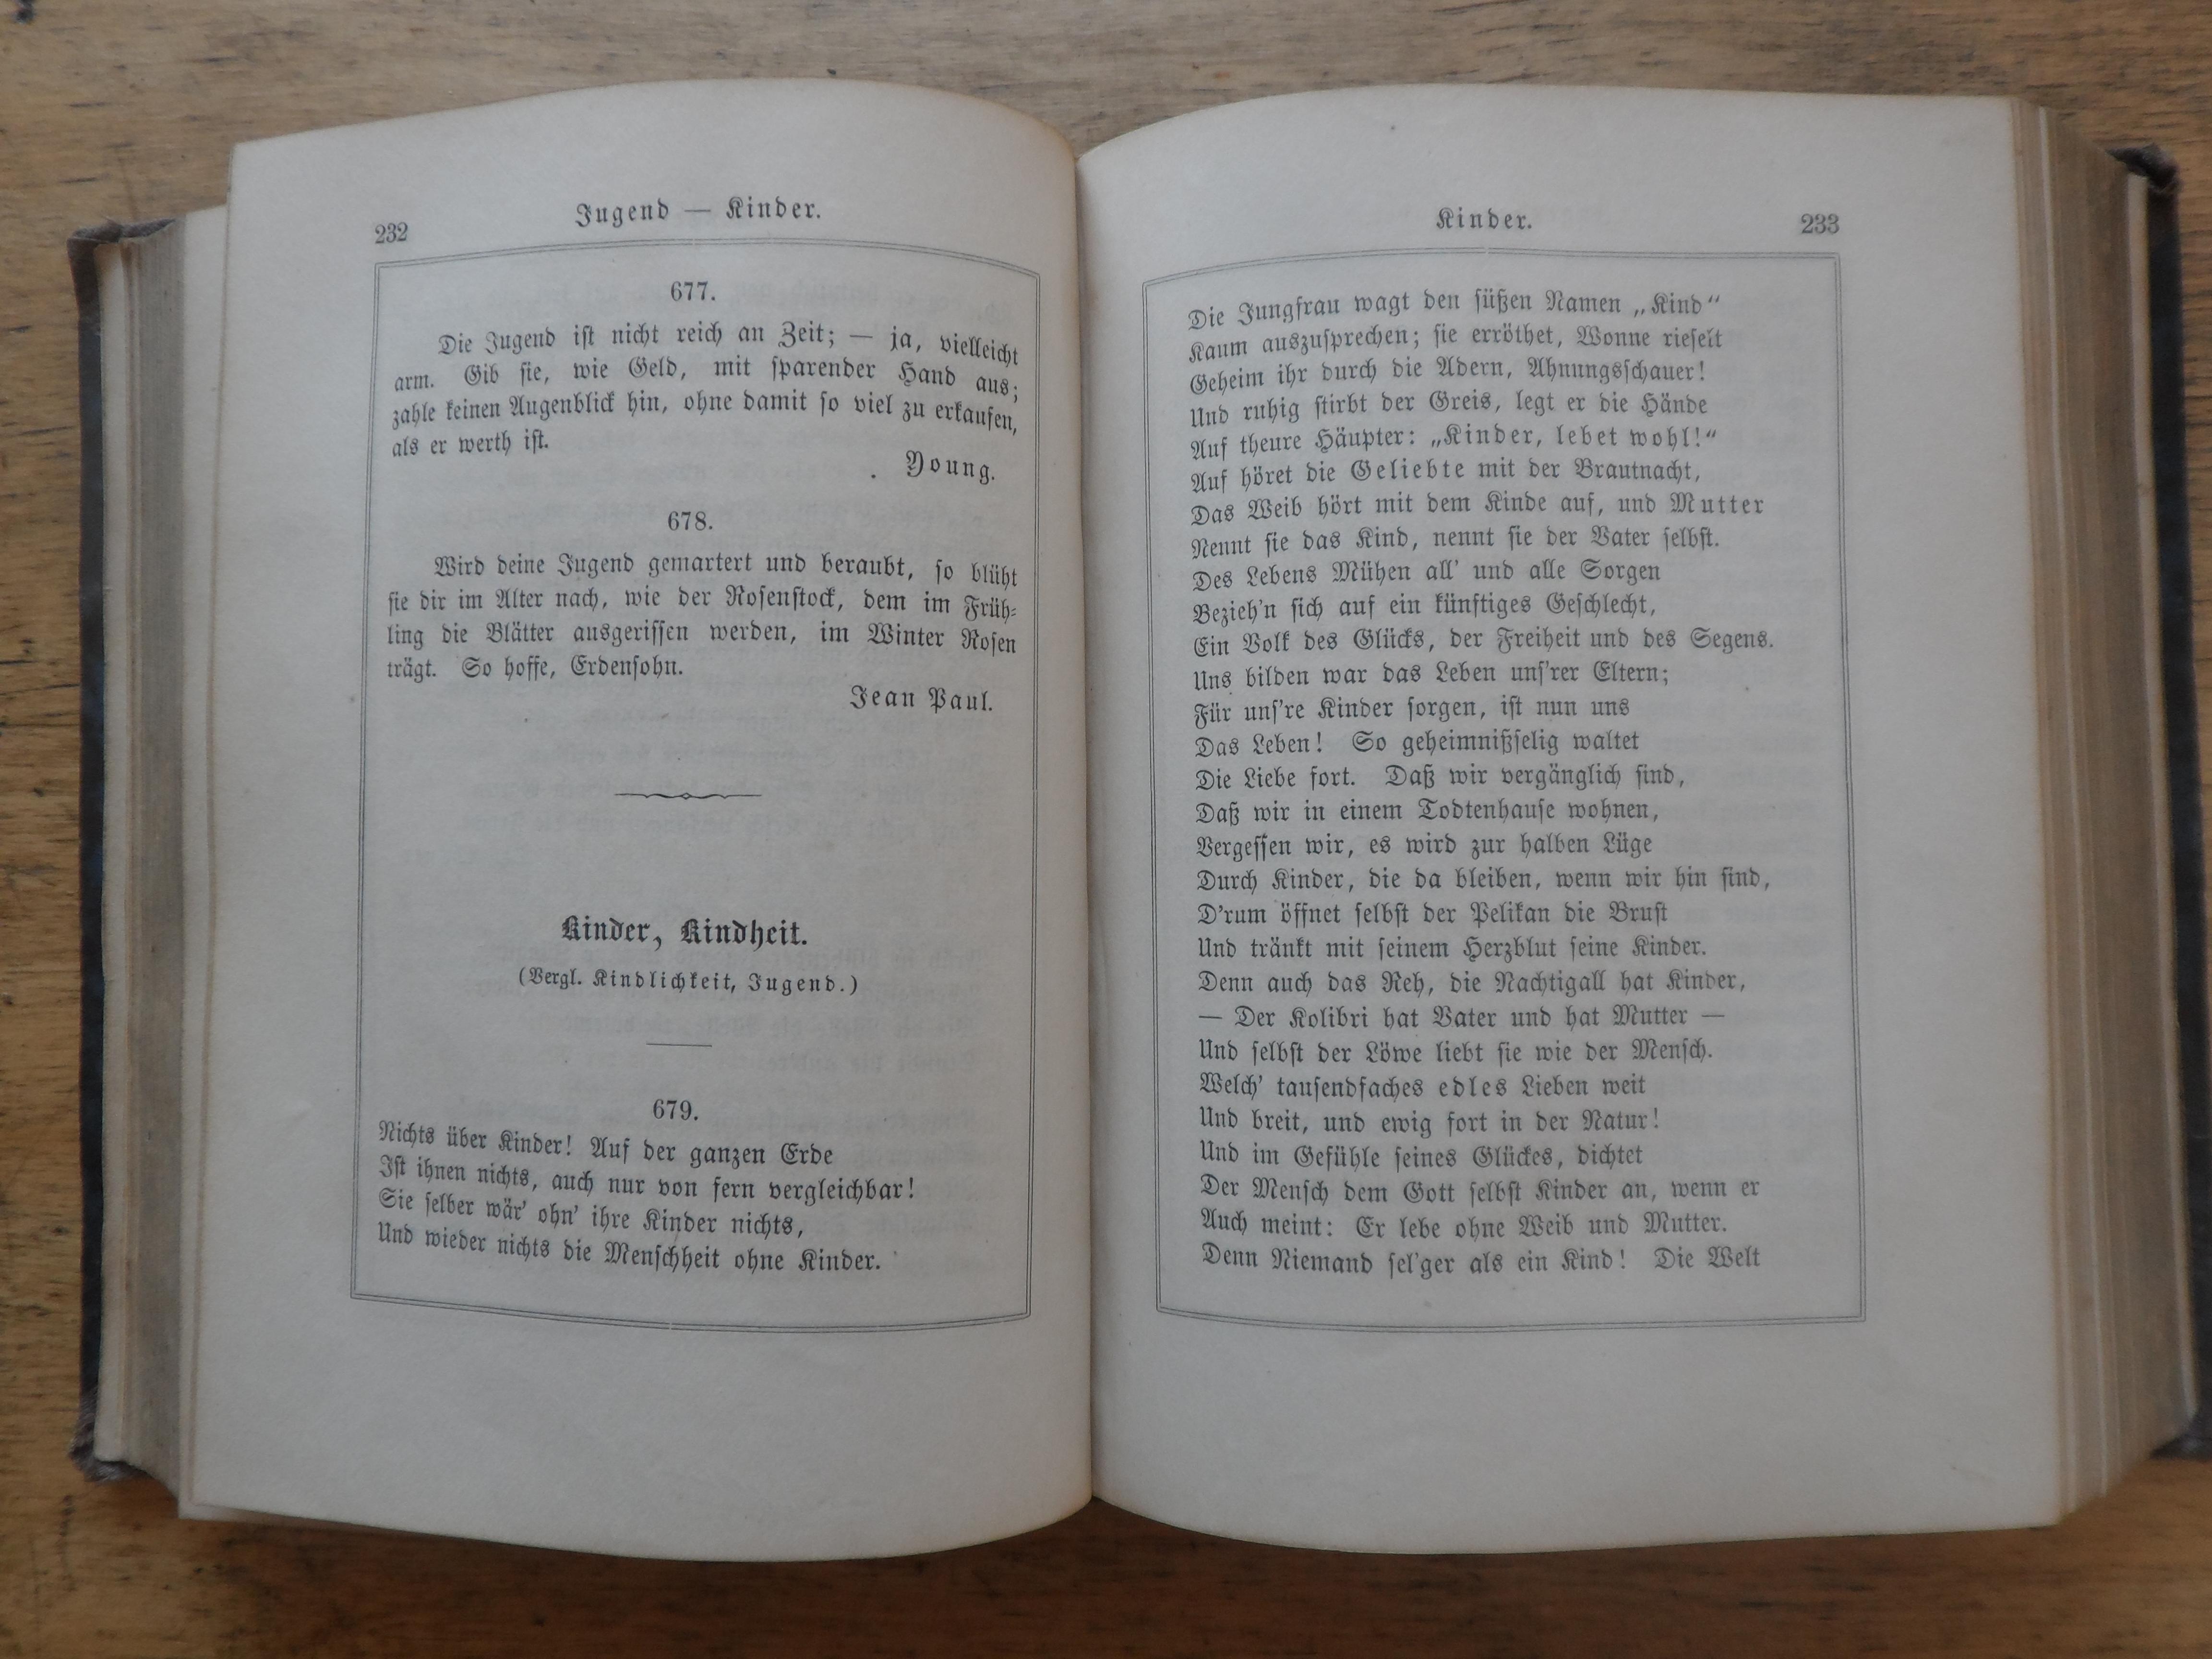 232
Jugend — Kinder.
677.
Die Jugend ist nicht reich an Zeit; — ja, vielleicht
arm. Gib sie, wie Geld, mit sparender Hand aus;
zahle keinen Augenblick hin, ohne damit so viel zu erkaufen,
als er werth ist.
Young.
678.
Wird deine Jugend gemartert und beraubt, so blüht
sie dir im Alter nach, wie der Rosenstock, dem im Früh-
ling die Blätter ausgerissen werden, im Winter Rosen
trägt. So hoffe, Erdensohn.
Jean Paul.
Kinder, Kindheit.
(Vergl. Kindlichkeit, Jugend.)
679.
Nichts über Kinder! Auf der ganzen Erde
Ist ihnen nichts, auch nur von fern vergleichbar!
Sie selber wär' ohn' ihre Kinder nichts,
Und wieder nichts die Menschheit ohne Kinder.
Kinder.
233
Die Jungfrau wagt den süßen Namen „Kind“
Kaum auszusprechen; sie erröthet, Wonne rieselt
Geheim ihr durch die Adern, Ahnungsschauer!
Und ruhig stirbt der Greis, legt er die Hände
Auf theure Häupter: „Kinder, lebet wohl!“
Auf höret die Geliebte mit der Brautnacht,
Das Weib hört mit dem Kinde auf, und Mutter
Nennt sie das Kind, nennt sie der Vater selbst.
Des Lebens Mühen all' und alle Sorgen
Bezieh'n sich auf ein künftiges Geschlecht,
Ein Volk des Glücks, der Freiheit und des Segens.
Uns bilden war das Leben uns'rer Eltern;
Für uns're Kinder sorgen, ist nun uns
Das Leben! So geheimnißselig waltet
Die Liebe fort. Daß wir vergänglich sind,
Daß wir in einem Todtenhause wohnen,
Vergessen wir, es wird zur halben Lüge
Durch Kinder, die da bleiben, wenn wir hin sind,
D'rum öffnet selbst der Pelikan die Brust
Und tränkt mit seinem Herzblut seine Kinder.
Denn auch das Reh, die Nachtigall hat Kinder,
— Der Kolibri hat Vater und hat Mutter —
Und selbst der Löwe liebt sie wie der Mensch.
Welch' tausendfaches edles Lieben weit
Und breit, und ewig fort in der Natur!
Und im Gefühle seines Glückes, dichtet
Der Mensch dem Gott selbst Kinder an, wenn er
Auch meint: Er lebe ohne Weib und Mutter.
Denn Niemand sel'ger als ein Kind! Die Welt